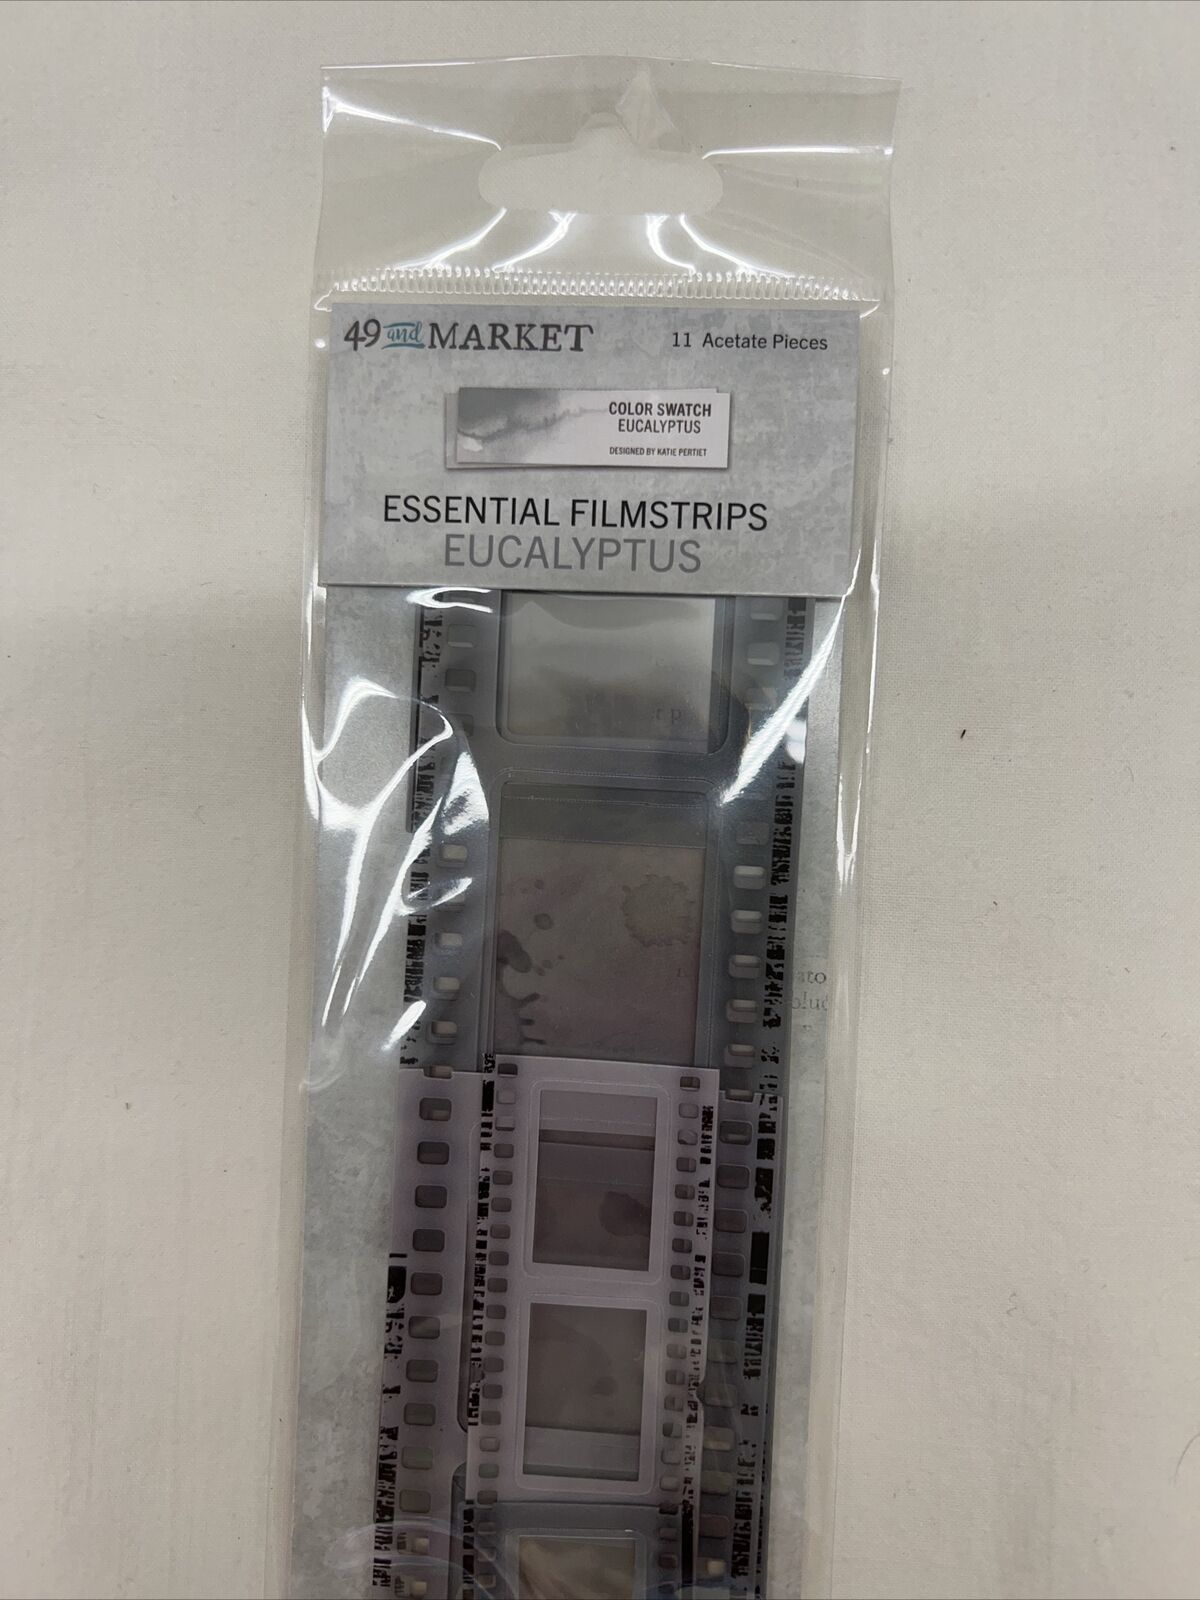 49 and MARKET
11 Acetate Pieces
COLOR SWATCH
EUCALYPTUS
DESIGNED BY KATIE PERTIET
ESSENTIAL FILMSTRIPS
EUCALYPTUS